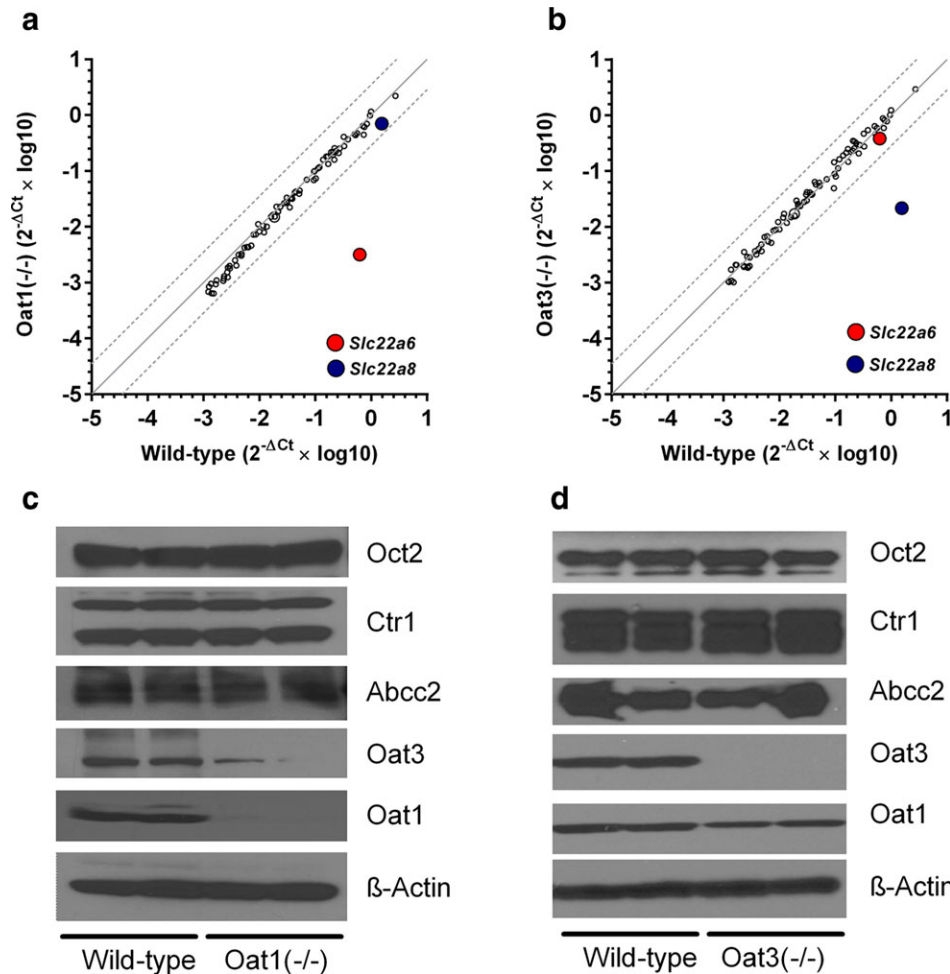 a
1
0
-1
-2
-3
-4
-5
Oat1(-/-) (2^-ΔCt × log10)
Slc22a6
Slc22a8
-5 -4 -3 -2 -1 0 1
Wild-type (2^-ΔCt × log10)
b
1
0
-1
-2
-3
-4
-5
Oat3(-/-) (2^-ΔCt × log10)
Slc22a6
Slc22a8
-5 -4 -3 -2 -1 0 1
Wild-type (2^-ΔCt × log10)
c
Oct2
Ctr1
Abcc2
Oat3
Oat1
ß-Actin
Wild-type Oat1(-/-)
d
Oct2
Ctr1
Abcc2
Oat3
Oat1
ß-Actin
Wild-type Oat3(-/-)